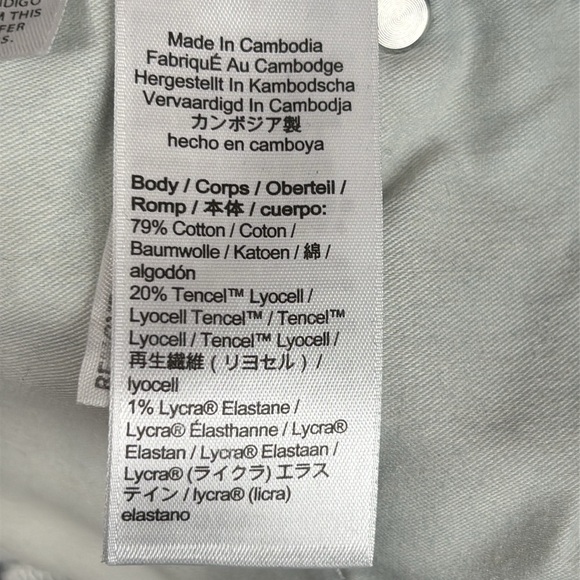 INDIGO
M THIS
FER
S.
Made In Cambodia
FabriquÉ Au Cambodge
Hergestellt In Kambodscha
Vervaardigd In Cambodja
カンボジア製
hecho en camboya
Body / Corps / Oberteil /
Romp / 本体 / cuerpo:
79% Cotton / Coton /
Baumwolle / Katoen / 綿 /
algodón
20% Tencel™ Lyocell /
Lyocell Tencel™ / Tencel™
Lyocell / Tencel™ Lyocell /
再生繊維 ( リヨセル ) /
lyocell
1% Lycra® Elastane /
Lycra® Élasthanne / Lycra®
Elastan / Lycra® Elastaan /
Lycra® (ライクラ) エラス
テイン / lycra® (licra)
elastano